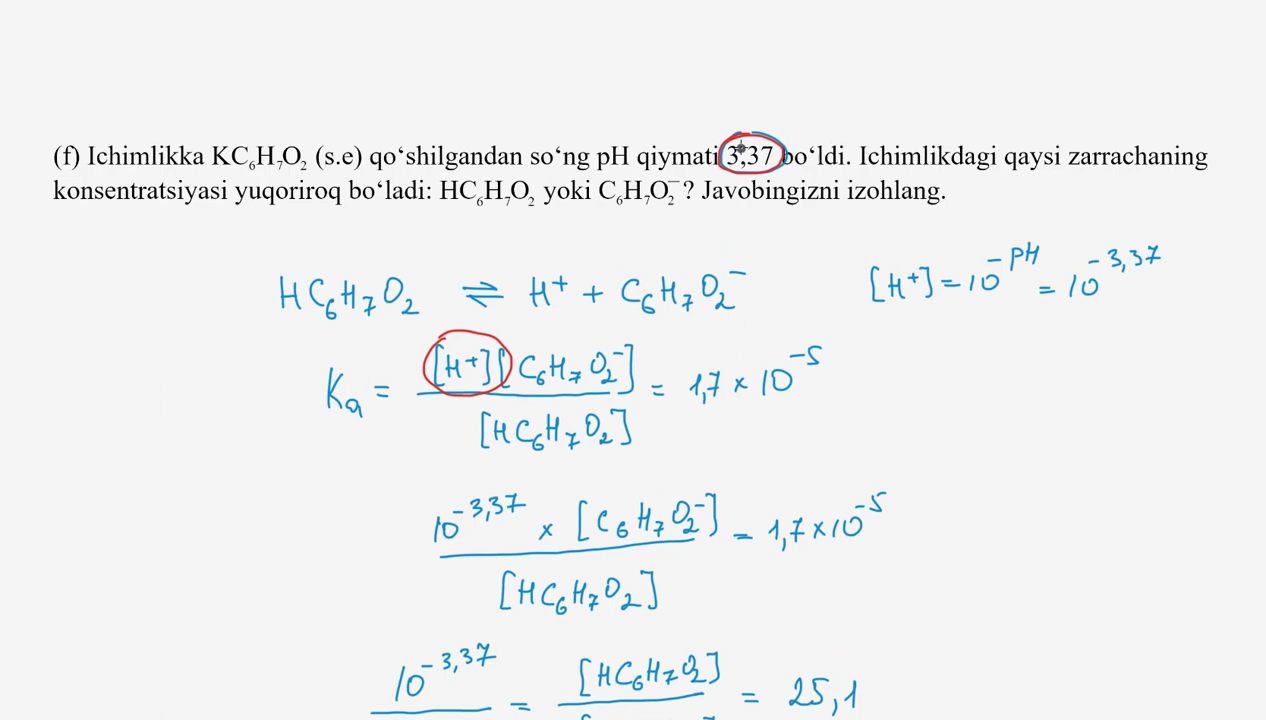 (f) Ichimlikka KC₆H₇O₂ (s.e) qo‘shilgandan so‘ng pH qiymati 3,37 bo‘ldi. Ichimlikdagi qaysi zarrachaning
konsentratsiyasi yuqoriroq bo‘ladi: HC₆H₇O₂ yoki C₆H₇O₂⁻ ? Javobingizni izohlang.
HC₆H₇O₂ ⇌ H⁺ + C₆H₇O₂⁻
[H⁺] = 10^-pH = 10^-3,37
Ka = [H⁺][C₆H₇O₂⁻] / [HC₆H₇O₂] = 1,7 × 10⁻⁵
10^-3,37 × [C₆H₇O₂⁻] / [HC₆H₇O₂] = 1,7 × 10⁻⁵
10^-3,37 = [HC₆H₇O₂] = 25,1